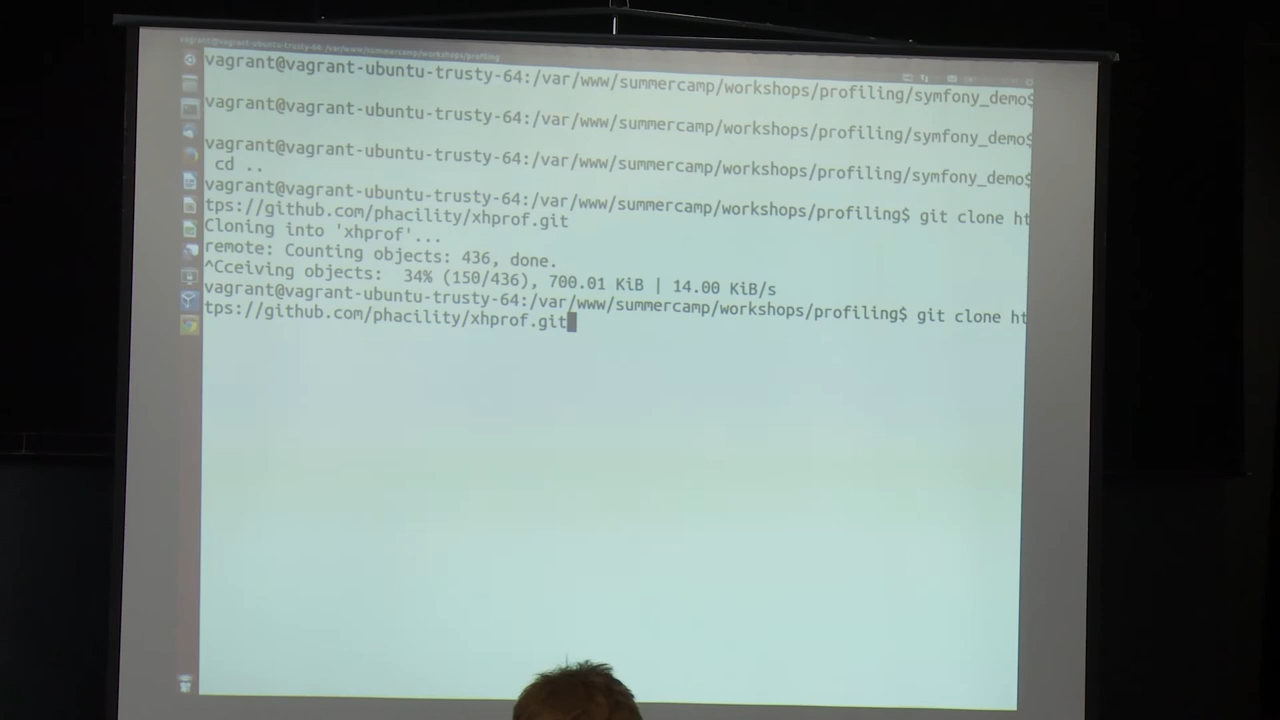 vagrant@vagrant-ubuntu-trusty-64: /var/www/summercamp/workshops/profiling
vagrant@vagrant-ubuntu-trusty-64:/var/www/summercamp/workshops/profiling/symfony_demo$
vagrant@vagrant-ubuntu-trusty-64:/var/www/summercamp/workshops/profiling/symfony_demo$
vagrant@vagrant-ubuntu-trusty-64:/var/www/summercamp/workshops/profiling/symfony_demo$
cd ..
vagrant@vagrant-ubuntu-trusty-64:/var/www/summercamp/workshops/profiling$ git clone ht
tps://github.com/phacility/xhprof.git
Cloning into 'xhprof'...
remote: Counting objects: 436, done.
^Cceiving objects:  34% (150/436), 700.01 KiB | 14.00 KiB/s
vagrant@vagrant-ubuntu-trusty-64:/var/www/summercamp/workshops/profiling$ git clone ht
tps://github.com/phacility/xhprof.git